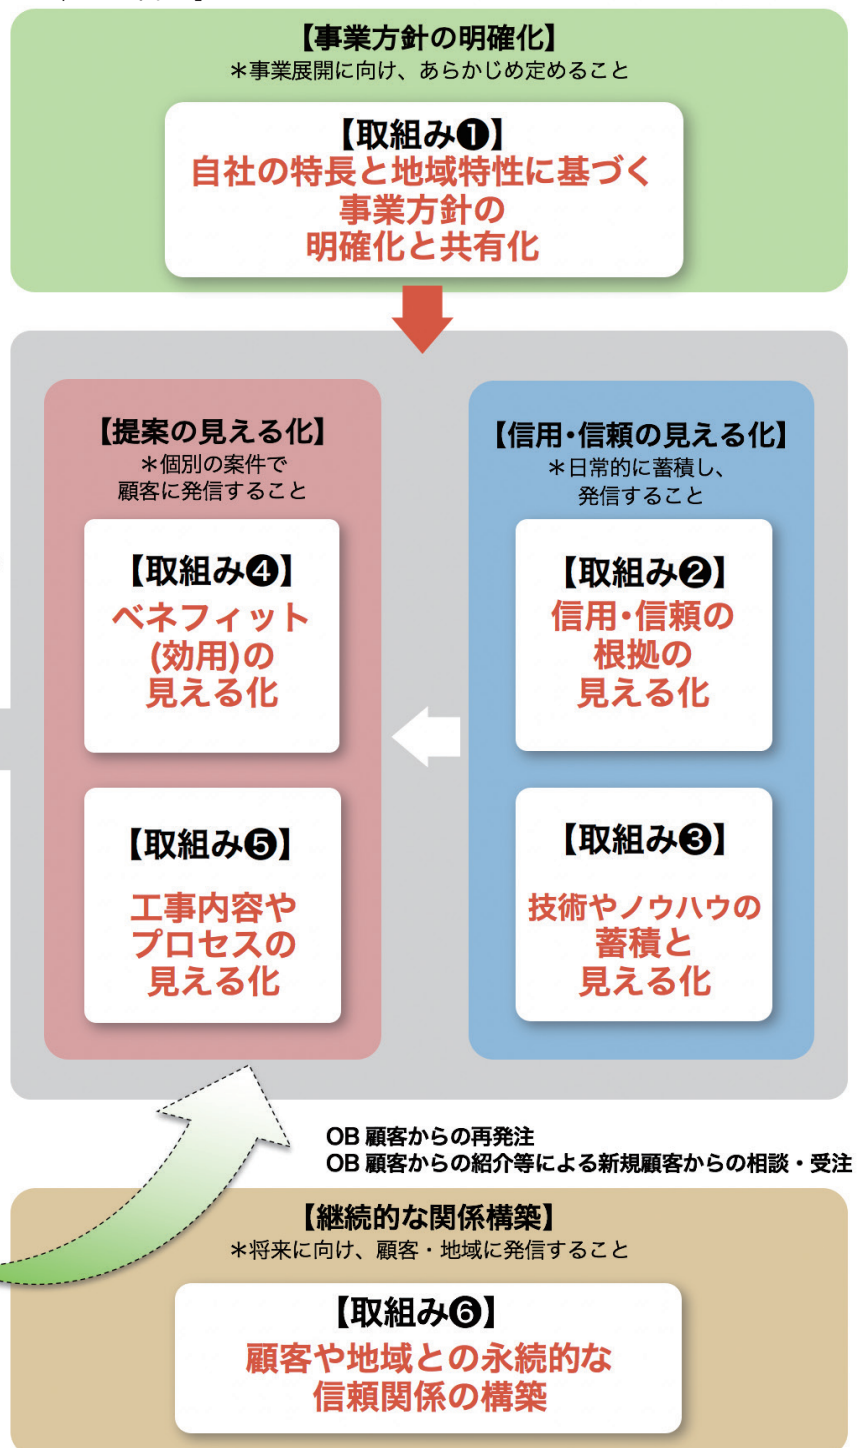 【事業方針の明確化】
＊事業展開に向け、あらかじめ定めること
【取組み❶】
自社の特長と地域特性に基づく
事業方針の
明確化と共有化
【提案の見える化】
＊個別の案件で
顧客に発信すること
【取組み❹】
ベネフィット
(効用)の
見える化
【取組み❺】
工事内容や
プロセスの
見える化
【信用・信頼の見える化】
＊日常的に蓄積し、
発信すること
【取組み❷】
信用・信頼の
根拠の
見える化
【取組み❸】
技術やノウハウの
蓄積と
見える化
OB 顧客からの再発注
OB 顧客からの紹介等による新規顧客からの相談・受注
【継続的な関係構築】
＊将来に向け、顧客・地域に発信すること
【取組み❻】
顧客や地域との永続的な
信頼関係の構築